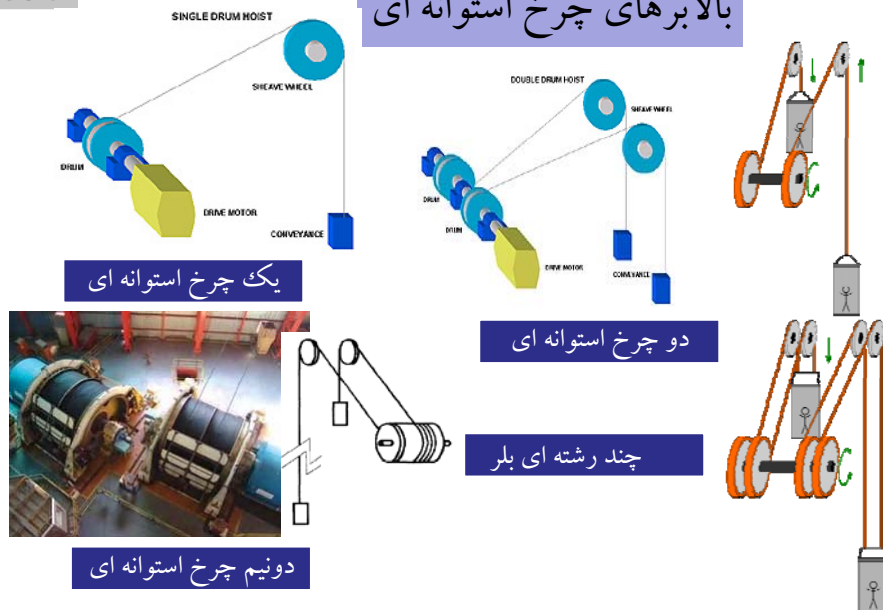 بالابرهای چرخ استوانه ای
SINGLE DRUM HOIST
SHEAVE WHEEL
DRUM
DRIVE MOTOR
CONVEYANCE
یک چرخ استوانه ای
DOUBLE DRUM HOIST
SHEAVE WHEEL
DRUM
DRUM
DRIVE MOTOR
CONVEYANCE
دو چرخ استوانه ای
چند رشته ای بلر
دونیم چرخ استوانه ای